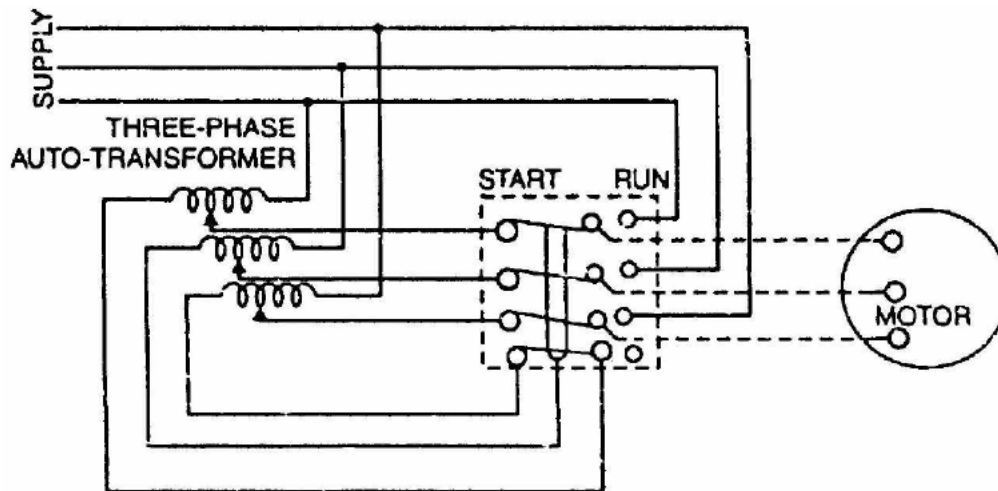 SUPPLY
THREE-PHASE
AUTO-TRANSFORMER
START
RUN
MOTOR